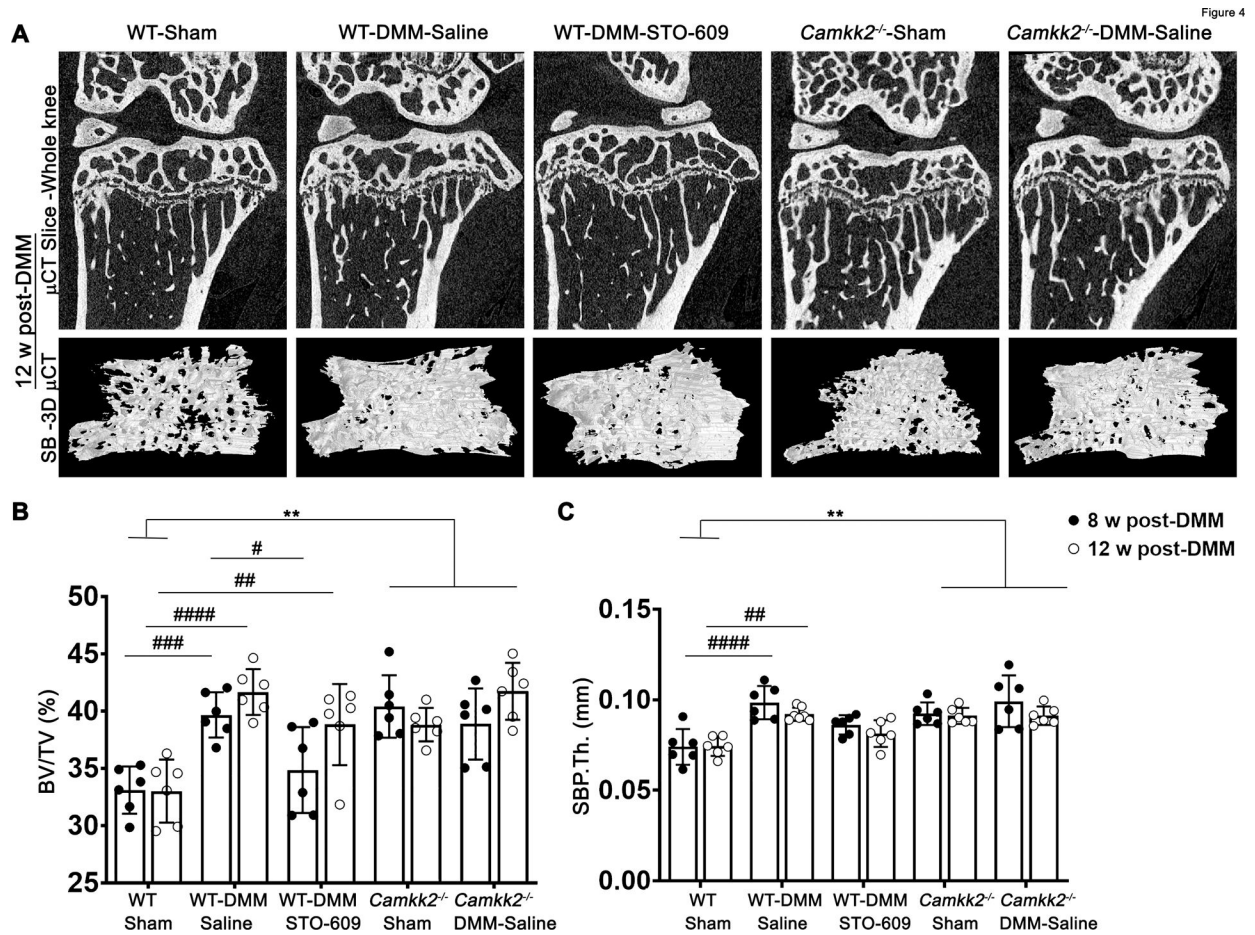 Figure 4
A
WT-Sham
WT-DMM-Saline
WT-DMM-STO-609
Camkk2-/--Sham
Camkk2-/--DMM-Saline
12 w post-DMM
µCT Slice -Whole knee
SB -3D µCT
B
**
#
##
####
###
50
45
40
35
30
25
BV/TV (%)
WT
Sham
WT-DMM
Saline
WT-DMM
STO-609
Camkk2-/-
Sham
Camkk2-/-
DMM-Saline
C
**
8 w post-DMM
12 w post-DMM
##
####
0.15
0.10
0.05
0.00
SBP.Th. (mm)
WT
Sham
WT-DMM
Saline
WT-DMM
STO-609
Camkk2-/-
Sham
Camkk2-/-
DMM-Saline